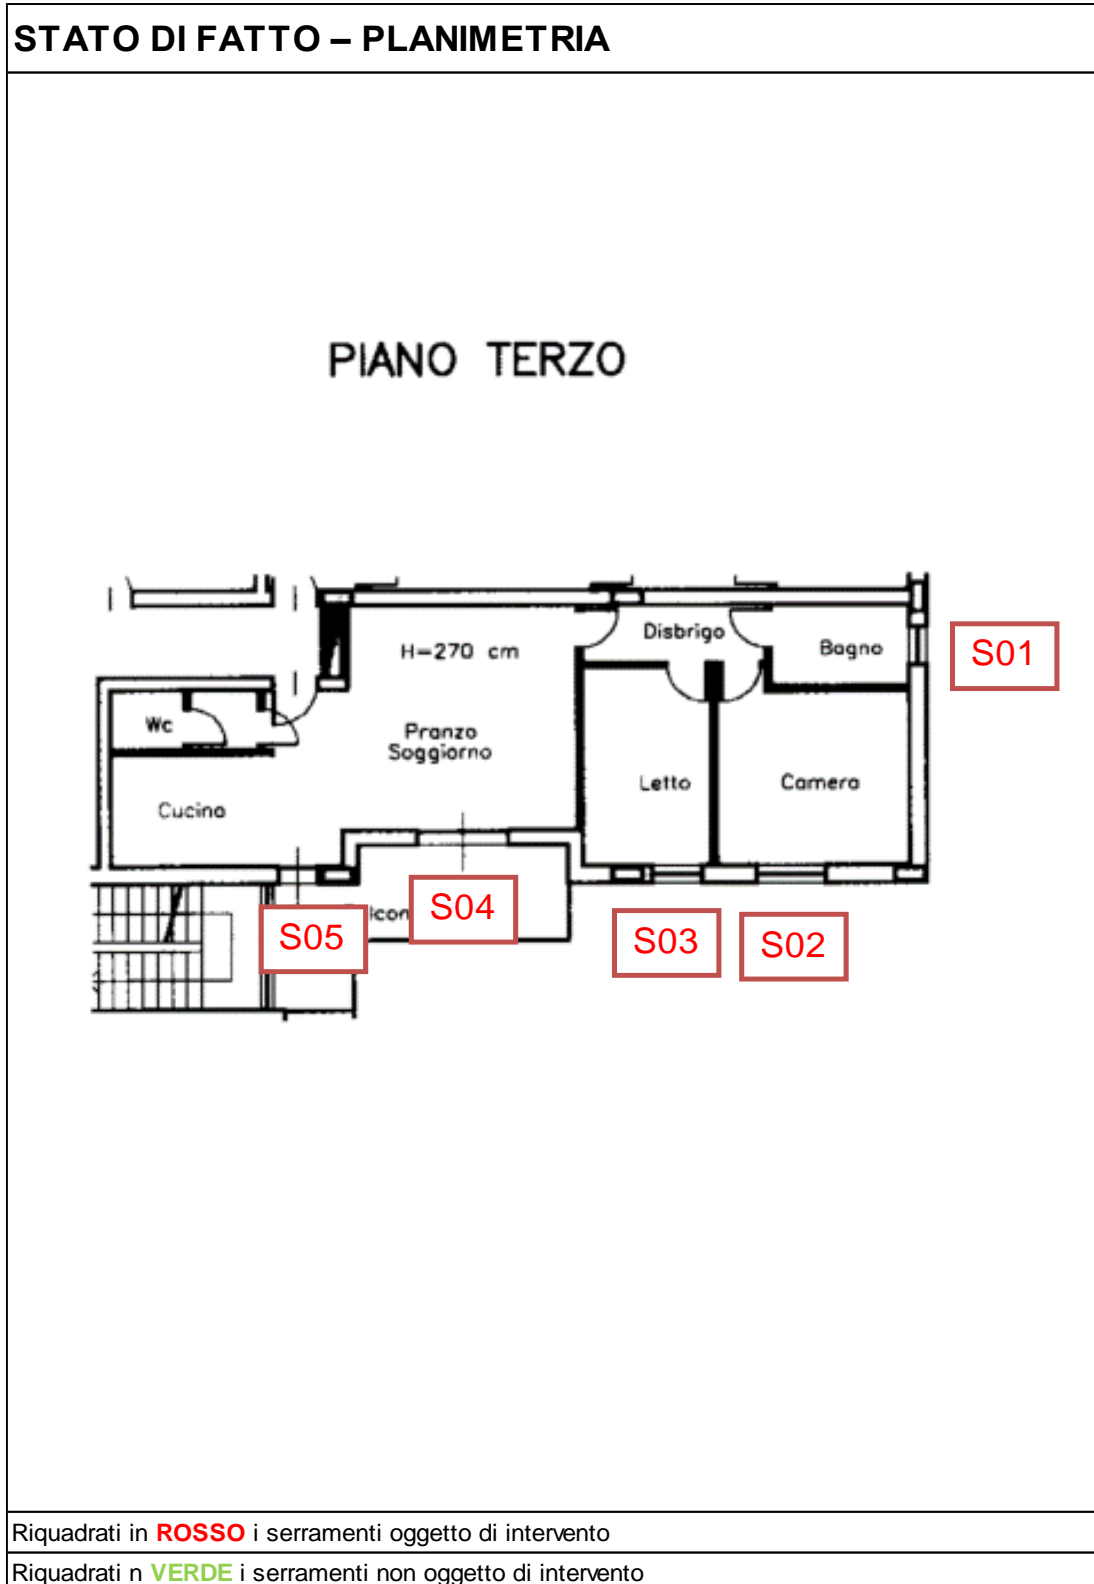 STATO DI FATTO – PLANIMETRIA
PIANO TERZO
Disbrigo
Bagno
S01
H=270 cm
Wc
Pranzo
Soggiorno
Letto
Camera
Cucina
S04
S05
S03
S02
Riquadrati in ROSSO i serramenti oggetto di intervento
Riquadrati n VERDE i serramenti non oggetto di intervento